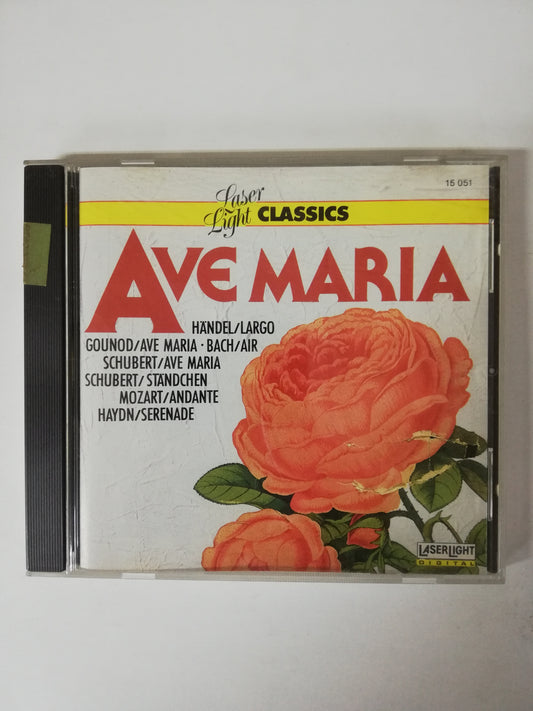 15 051
Laser
Light CLASSICS
AVE MARIA
HÄNDEL/LARGO
GOUNOD/AVE MARIA · BACH/AIR
SCHUBERT/AVE MARIA
SCHUBERT/STÄNDCHEN
MOZART/ANDANTE
HAYDN/SERENADE
LASERLIGHT
DIGITAL